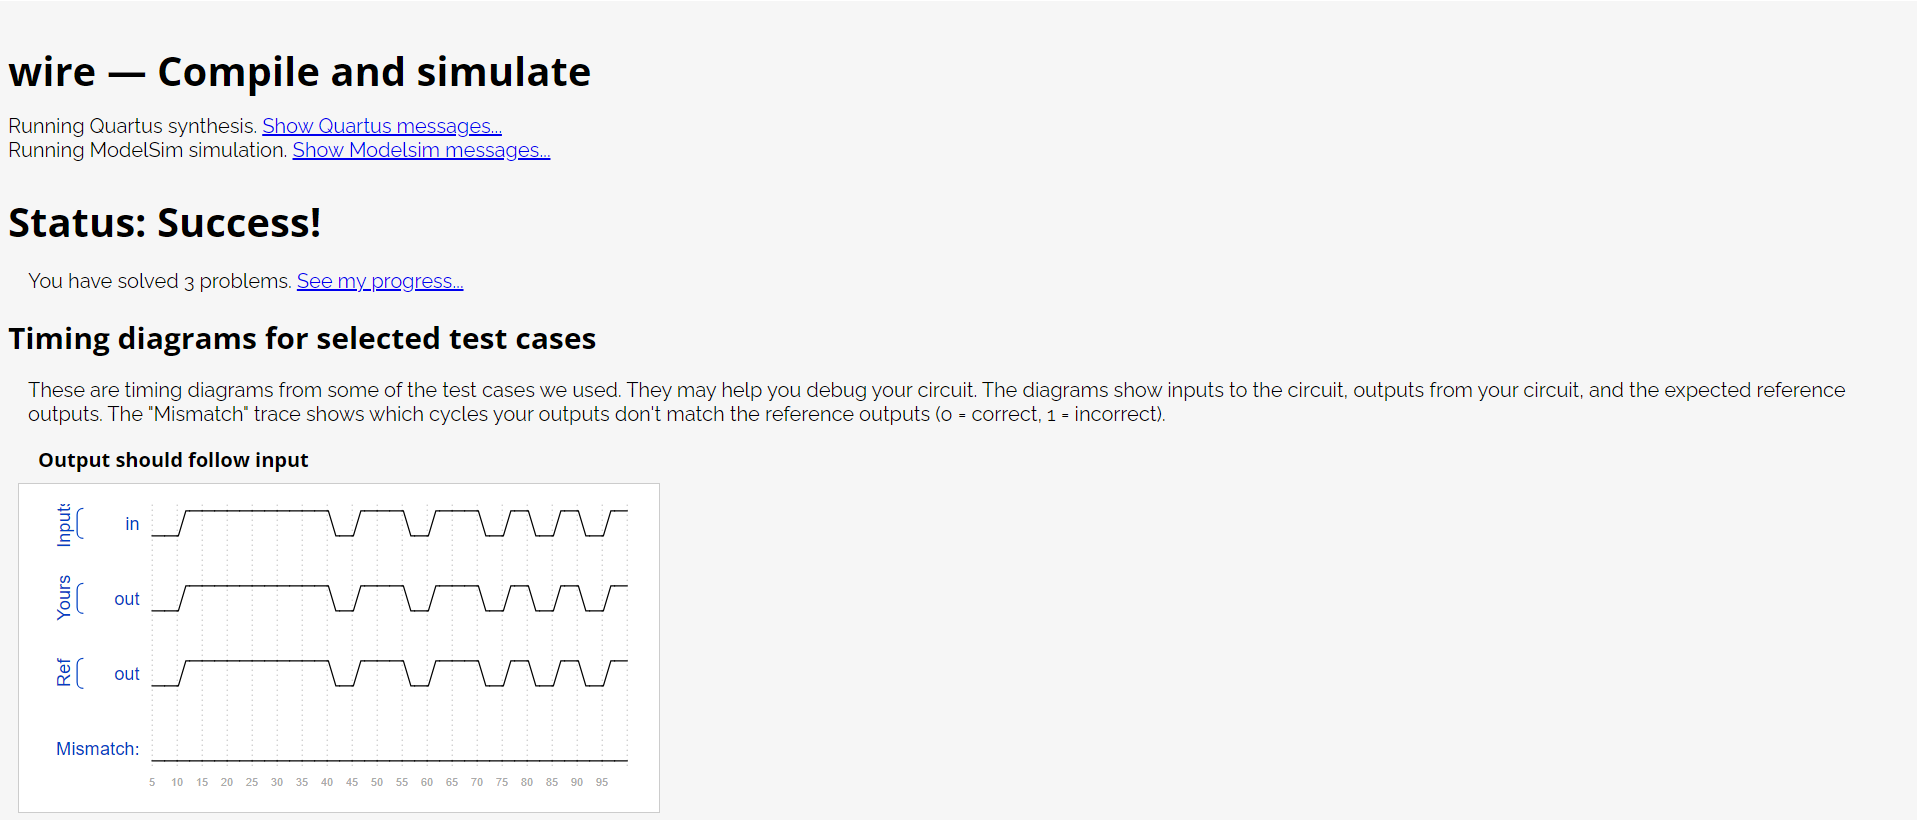 wire — Compile and simulate
Running Quartus synthesis. Show Quartus messages...
Running ModelSim simulation. Show Modelsim messages...
Status: Success!
You have solved 3 problems. See my progress...
Timing diagrams for selected test cases
These are timing diagrams from some of the test cases we used. They may help you debug your circuit. The diagrams show inputs to the circuit, outputs from your circuit, and the expected reference
outputs. The "Mismatch" trace shows which cycles your outputs don't match the reference outputs (0 = correct, 1 = incorrect).
Output should follow input
Inputs
in
Yours
out
Ref
out
Mismatch:
5 10 15 20 25 30 35 40 45 50 55 60 65 70 75 80 85 90 95